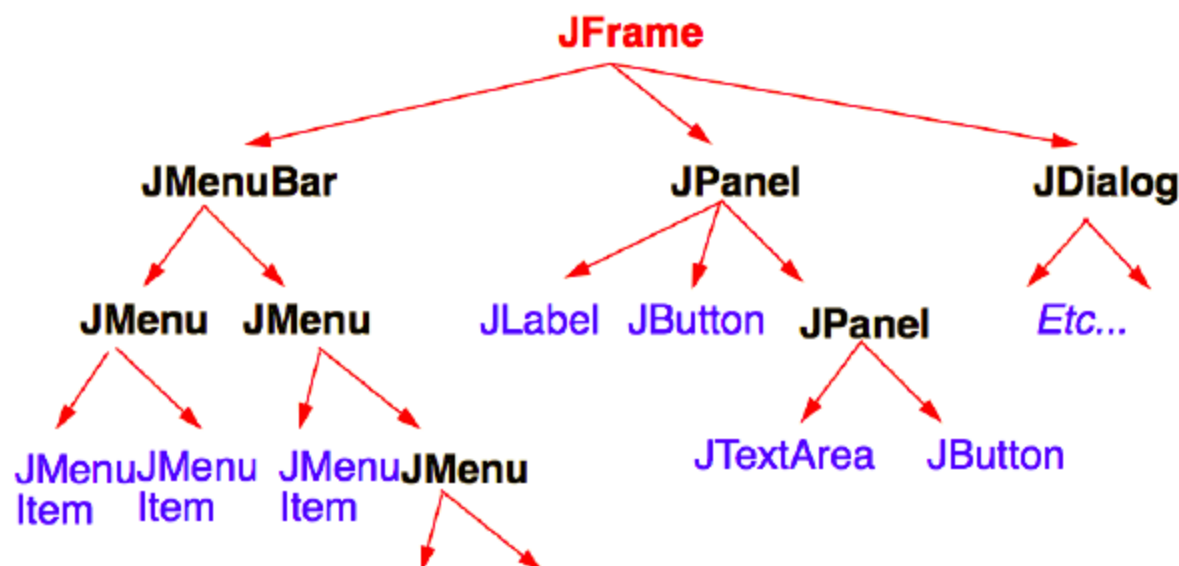 JFrame
JMenuBar JPanel JDialog
JMenu JMenu JLabel JButton JPanel Etc...
JMenu JMenu JMenu JMenu JTextArea JButton
Item Item Item